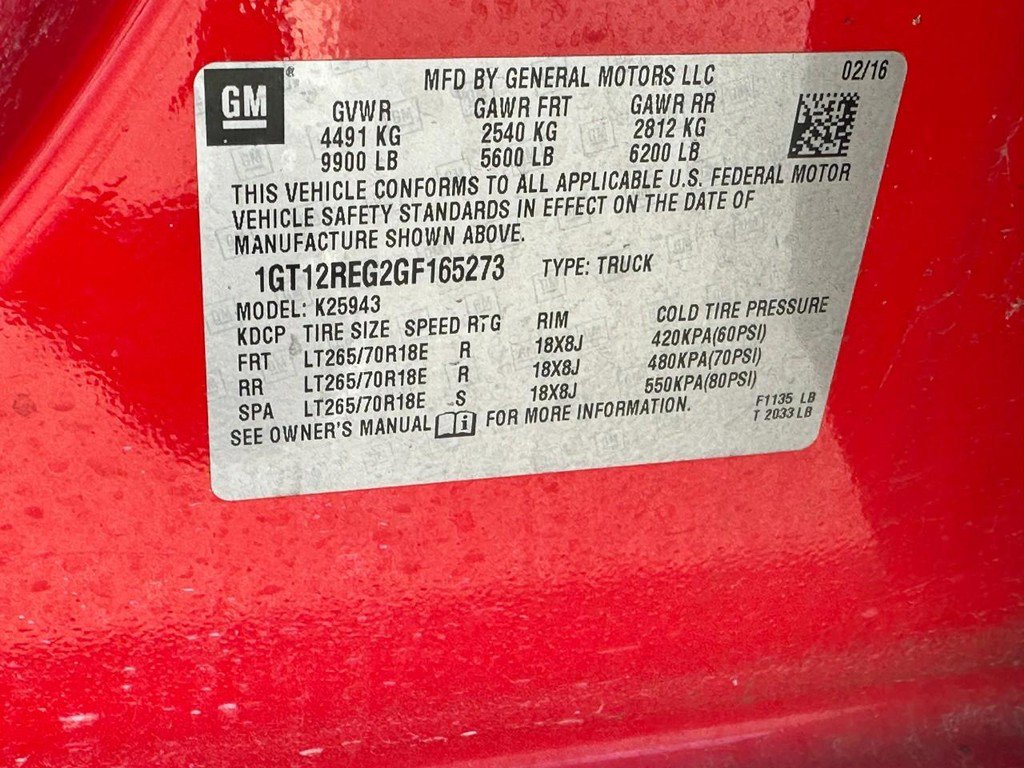 GM ® MFD BY GENERAL MOTORS LLC 02/16
GVWR GAWR FRT GAWR RR
4491 KG 2540 KG 2812 KG
9900 LB 5600 LB 6200 LB
THIS VEHICLE CONFORMS TO ALL APPLICABLE U.S. FEDERAL MOTOR
VEHICLE SAFETY STANDARDS IN EFFECT ON THE DATE OF
MANUFACTURE SHOWN ABOVE.
1GT12REG2GF165273 TYPE: TRUCK
MODEL: K25943
KDCP TIRE SIZE SPEED RTG RIM COLD TIRE PRESSURE
FRT LT265/70R18E R 18X8J 420KPA(60PSI)
RR LT265/70R18E R 18X8J 480KPA(70PSI)
SPA LT265/70R18E S 18X8J 550KPA(80PSI)
SEE OWNER'S MANUAL i FOR MORE INFORMATION.
F1135 LB
T 2033 LB